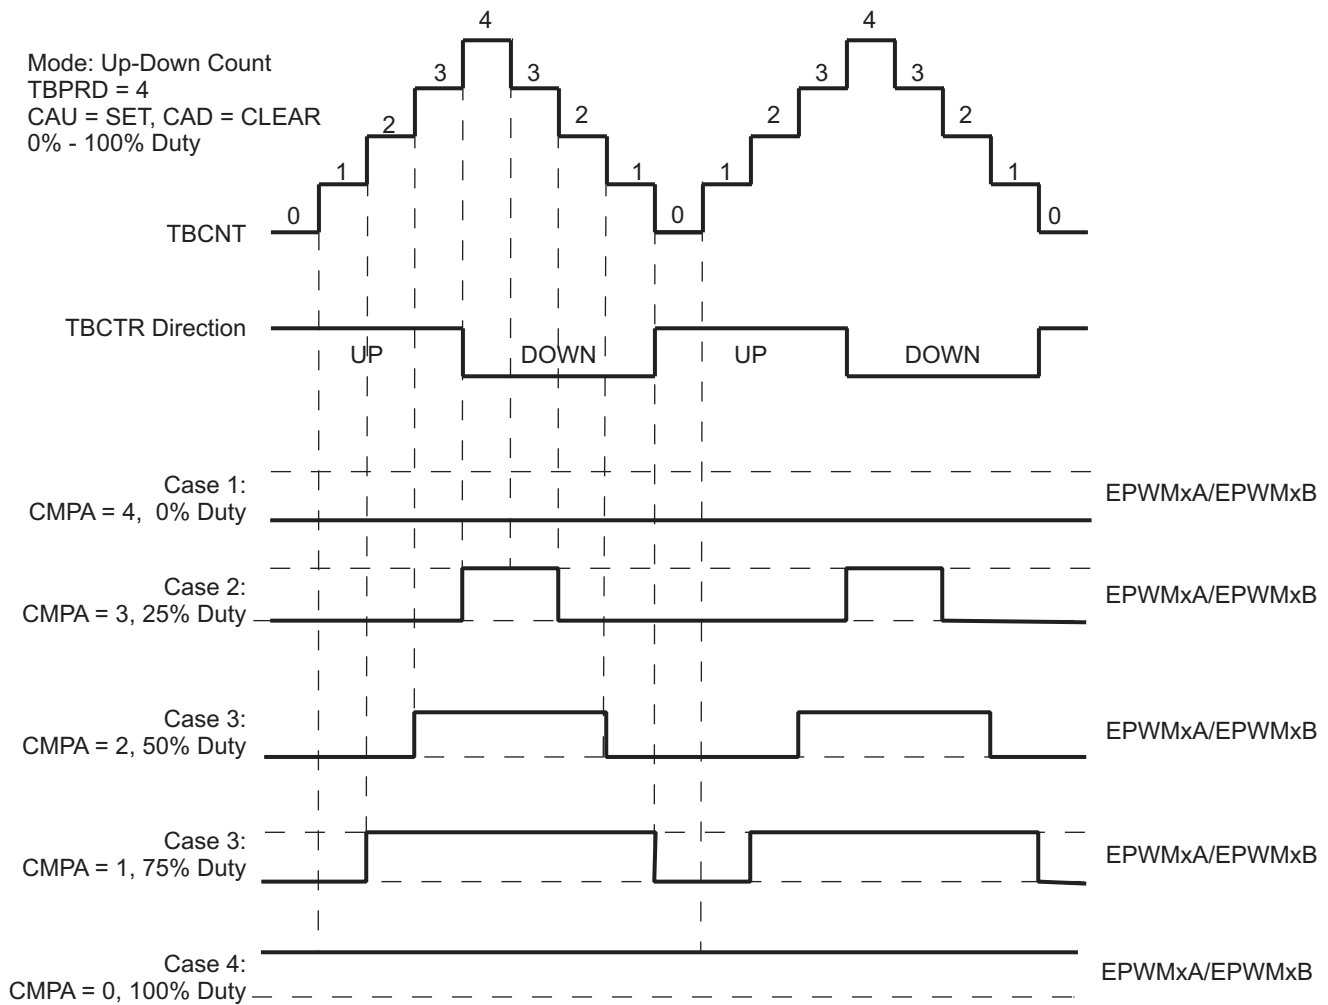 4
4
Mode: Up-Down Count
TBPRD = 4
CAU = SET, CAD = CLEAR
0% - 100% Duty
3
3
3
3
2
2
2
2
1
1
1
1
0
0
0
TBCNT
TBCTR Direction
UP
DOWN
UP
DOWN
Case 1:
CMPA = 4, 0% Duty
EPWMxA/EPWMxB
Case 2:
CMPA = 3, 25% Duty
EPWMxA/EPWMxB
Case 3:
CMPA = 2, 50% Duty
EPWMxA/EPWMxB
Case 3:
CMPA = 1, 75% Duty
EPWMxA/EPWMxB
Case 4:
CMPA = 0, 100% Duty
EPWMxA/EPWMxB